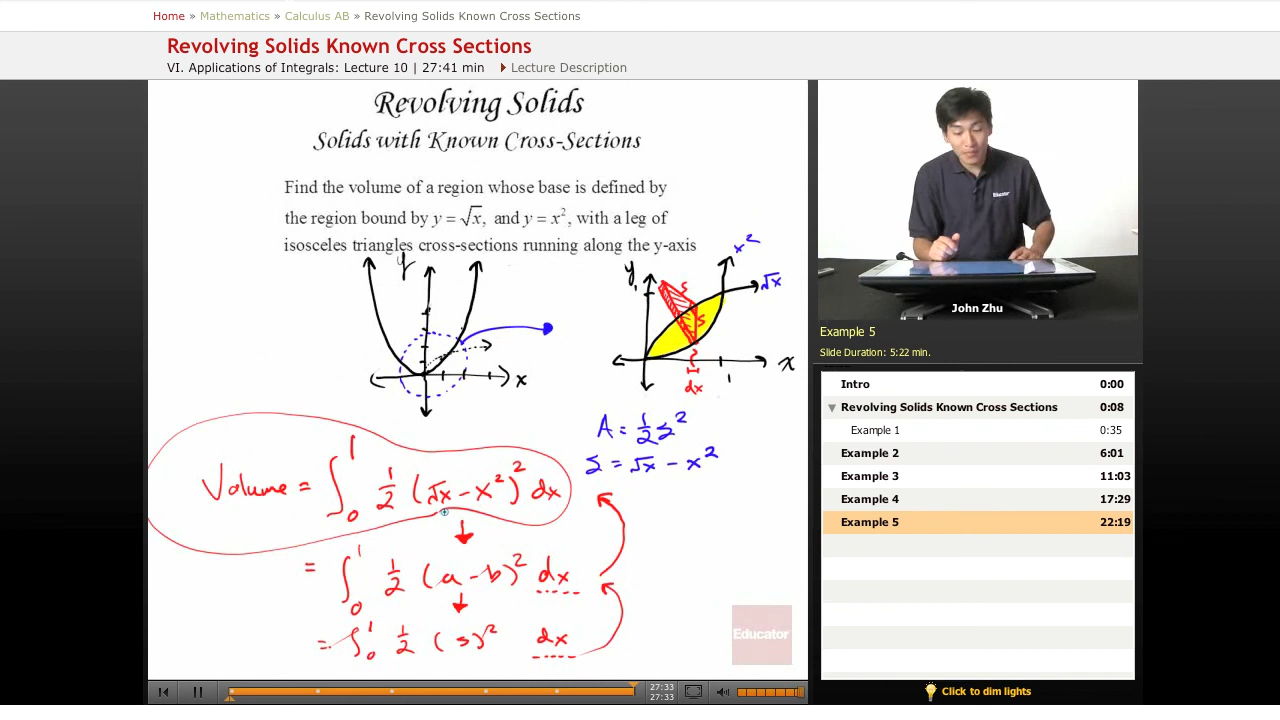 Home » Mathematics » Calculus AB » Revolving Solids Known Cross Sections
Revolving Solids Known Cross Sections
VI. Applications of Integrals: Lecture 10 | 27:41 min
Lecture Description
Revolving Solids
Solids with Known Cross-Sections
Find the volume of a region whose base is defined by
the region bound by y = √x, and y = x², with a leg of
isosceles triangles cross-sections running along the y-axis
y
x
y
1
s
s
x²
√x
x
dx
1
A = ½ s²
s = √x - x²
Volume = ∫₀¹ ½ (√x - x²)² dx
= ∫₀¹ ½ (a - b)² dx
= ∫₀¹ ½ (s)² dx
Educator
Educator
John Zhu
Example 5
Slide Duration: 5:22 min.
Intro 0:00
Revolving Solids Known Cross Sections 0:08
Example 1 0:35
Example 2 6:01
Example 3 11:03
Example 4 17:29
Example 5 22:19
27:33
27:33
Click to dim lights